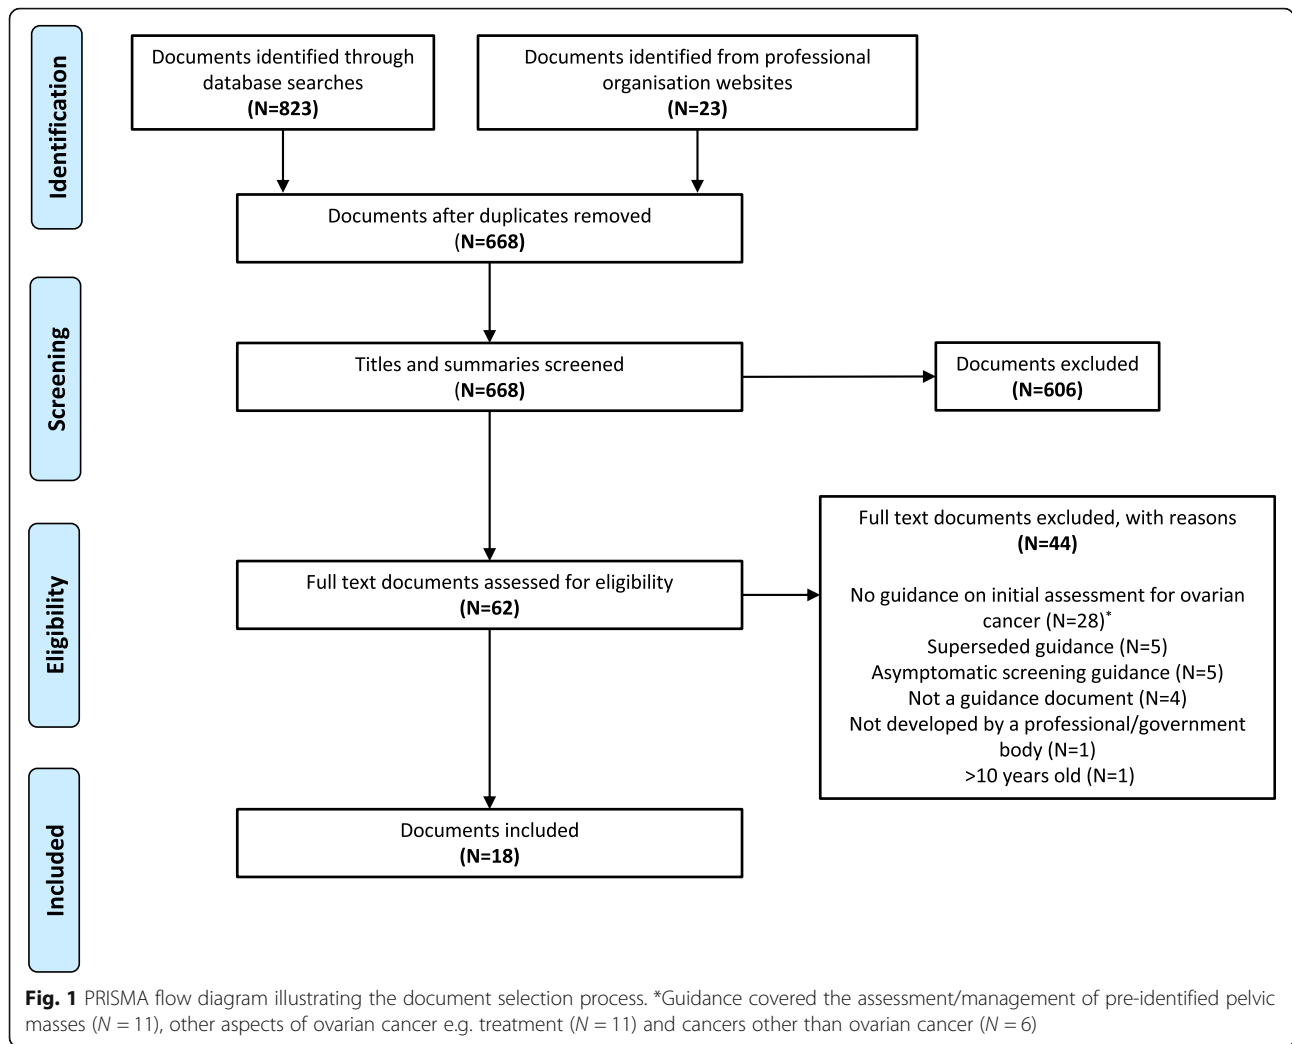 Identification
Documents identified through
database searches
(N=823)
Documents identified from professional
organisation websites
(N=23)
Documents after duplicates removed
(N=668)
Screening
Titles and summaries screened
(N=668)
Documents excluded
(N=606)
Eligibility
Full text documents assessed for eligibility
(N=62)
Full text documents excluded, with reasons
(N=44)
No guidance on initial assessment for ovarian
cancer (N=28)*
Superseded guidance (N=5)
Asymptomatic screening guidance (N=5)
Not a guidance document (N=4)
Not developed by a professional/government
body (N=1)
>10 years old (N=1)
Included
Documents included
(N=18)
Fig. 1 PRISMA flow diagram illustrating the document selection process. *Guidance covered the assessment/management of pre-identified pelvic
masses (N = 11), other aspects of ovarian cancer e.g. treatment (N = 11) and cancers other than ovarian cancer (N = 6)